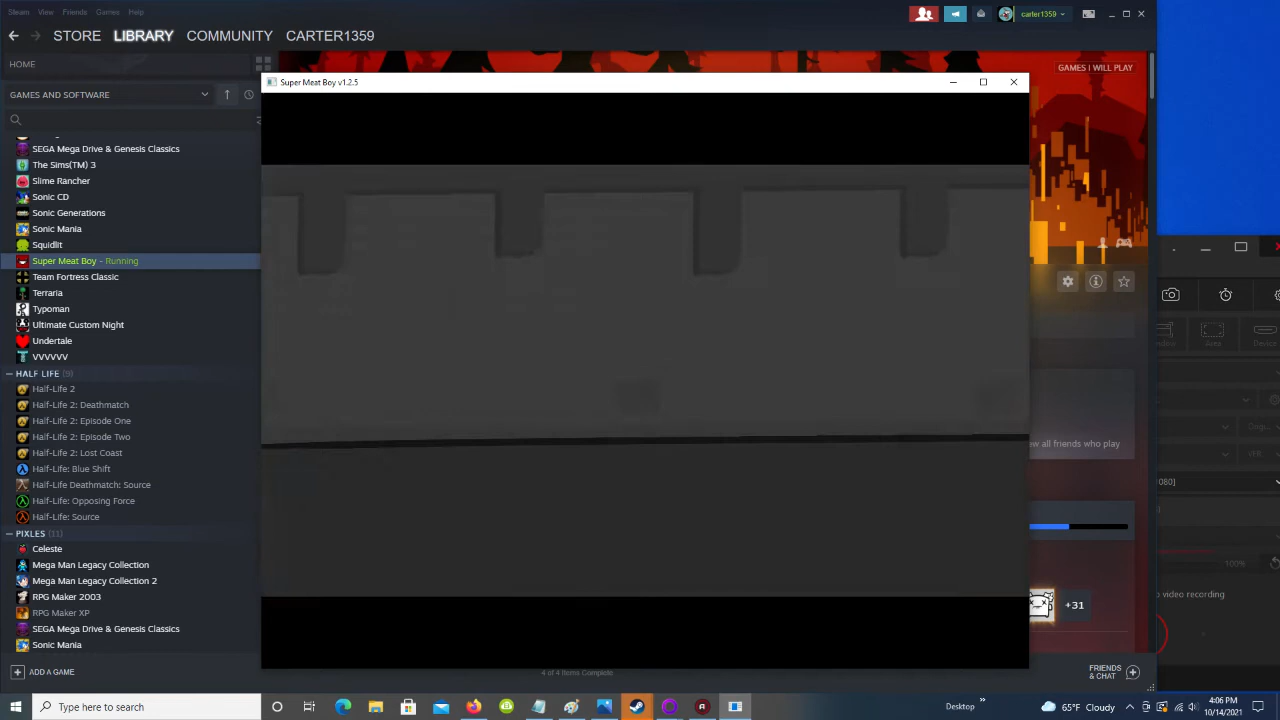 Steam View Friends Games Help
carter1359
STORE LIBRARY COMMUNITY CARTER1359
HOME
GAMES I WILL PLAY
GAMES AND SOFTWARE
Super Meat Boy v1.2.5
SEGA Mega Drive & Genesis Classics
The Sims(TM) 3
Slime Rancher
Sonic CD
Sonic Generations
Sonic Mania
Squidlit
Super Meat Boy - Running
Team Fortress Classic
Terraria
Typoman
Ultimate Custom Night
Undertale
VVVVVV
HALF LIFE (9)
Half-Life 2
Half-Life 2: Deathmatch
Half-Life 2: Episode One
Half-Life 2: Episode Two
Half-Life 2: Lost Coast
Half-Life: Blue Shift
Half-Life Deathmatch: Source
Half-Life: Opposing Force
Half-Life: Source
PIXLES (11)
Celeste
Mega Man Legacy Collection
Mega Man Legacy Collection 2
RPG Maker 2003
RPG Maker XP
SEGA Mega Drive & Genesis Classics
Sonic Mania
Area
Device
all friends who play
VER
1080]
100%
video recording
+31
ADD A GAME
4 of 4 Items Complete
FRIENDS
& CHAT
Type here to search
Desktop
65°F Cloudy
4:06 PM
10/14/2021